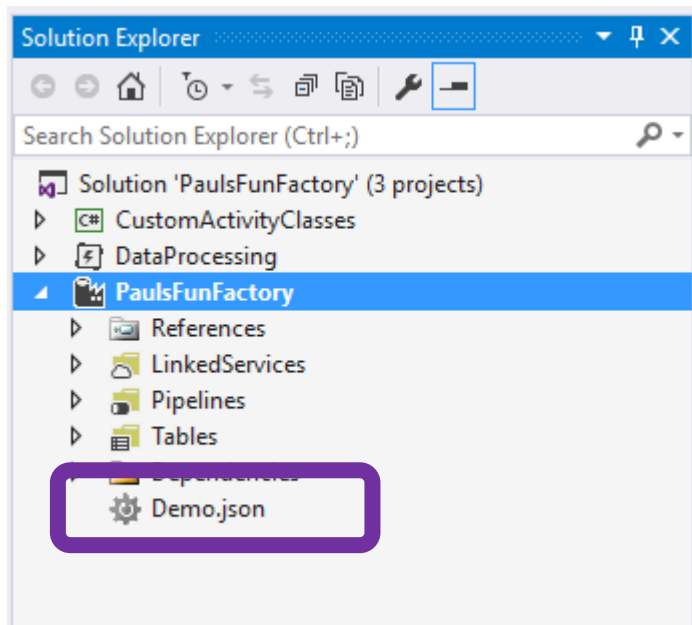 Solution Explorer
Search Solution Explorer (Ctrl+;)
Solution 'PaulsFunFactory' (3 projects)
C# CustomActivityClasses
DataProcessing
PaulsFunFactory
References
LinkedServices
Pipelines
Tables
Dependencies
Demo.json